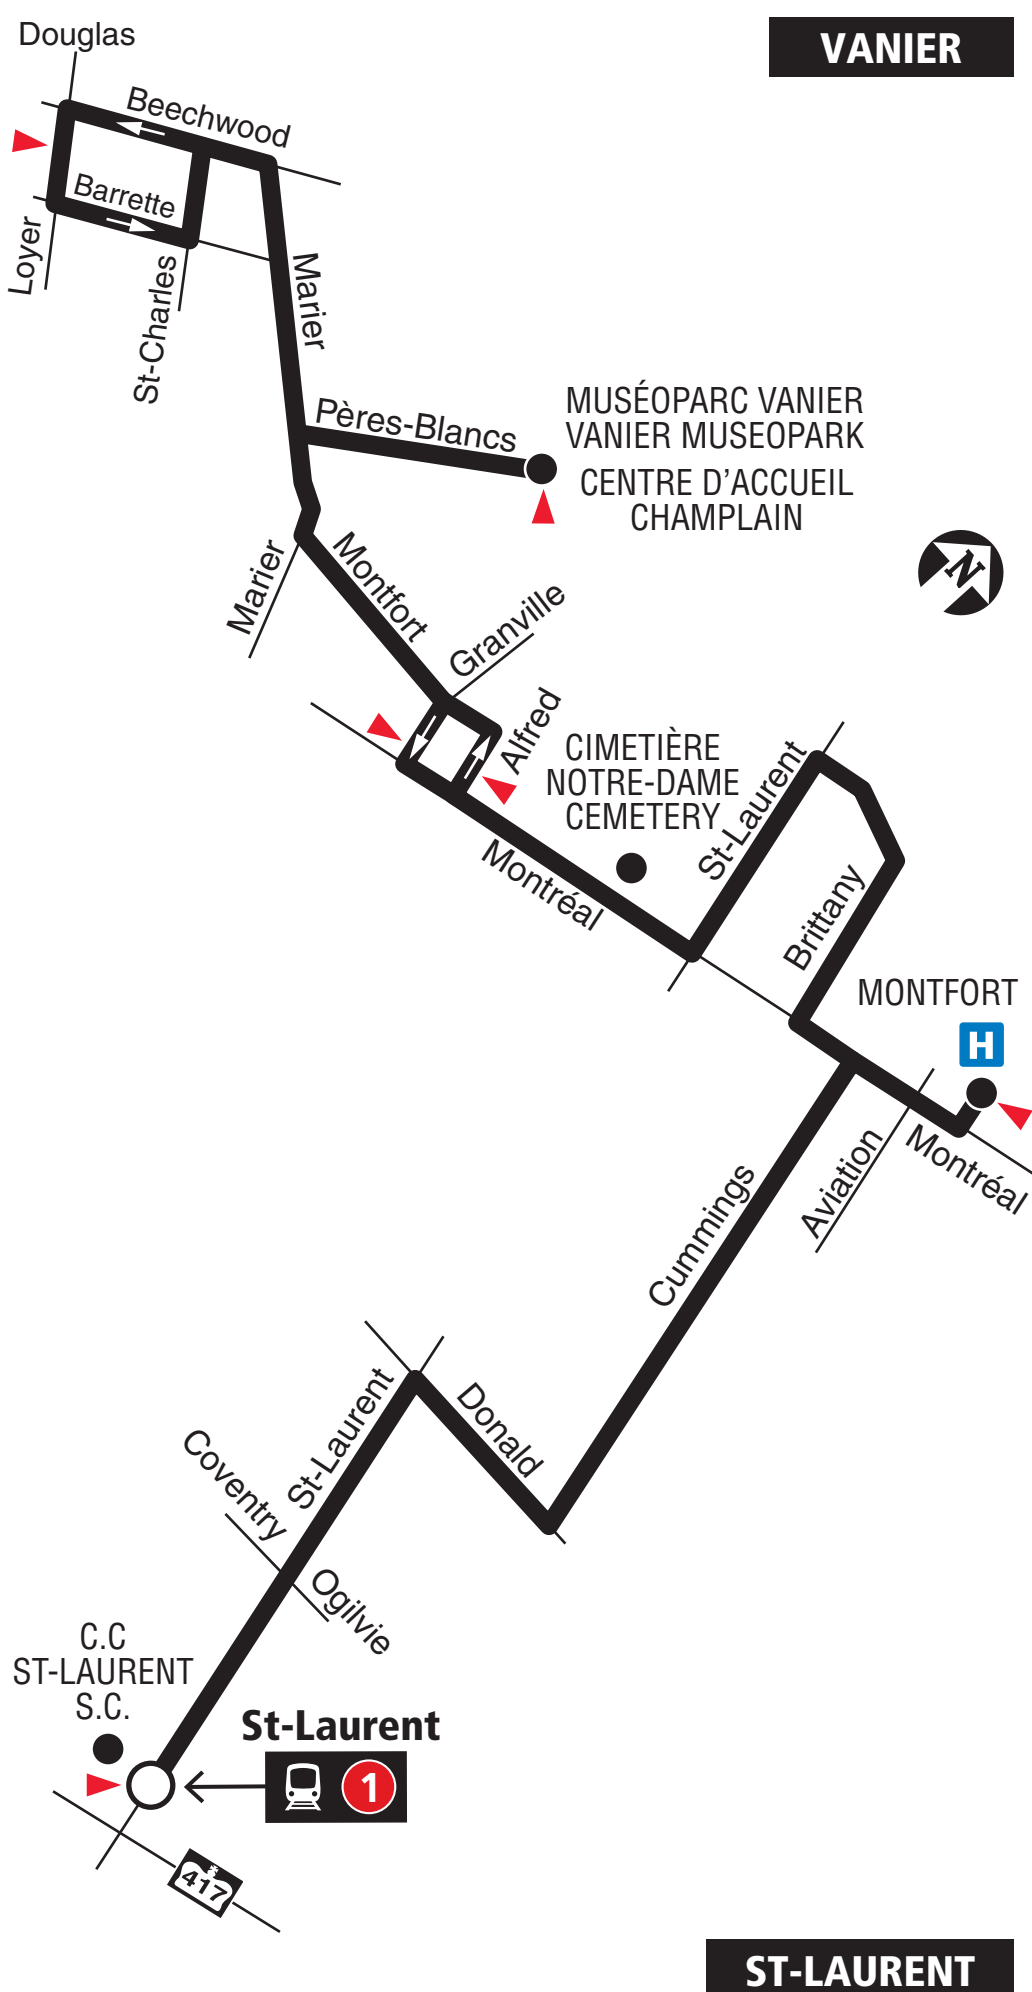 Douglas
VANIER
Beechwood
Barrette
Loyer
St-Charles
Marier
Pères-Blancs
MUSÉOPARC VANIER
VANIER MUSEOPARK
CENTRE D'ACCUEIL
CHAMPLAIN
N
Marier
Montfort
Granville
Alfred
CIMETIÈRE
NOTRE-DAME
CEMETERY
St-Laurent
Montréal
Brittany
MONTFORT
H
Aviation
Montréal
Cummings
Donald
St-Laurent
Coventry
Ogilvie
C.C
ST-LAURENT
S.C.
St-Laurent
1
417
ST-LAURENT